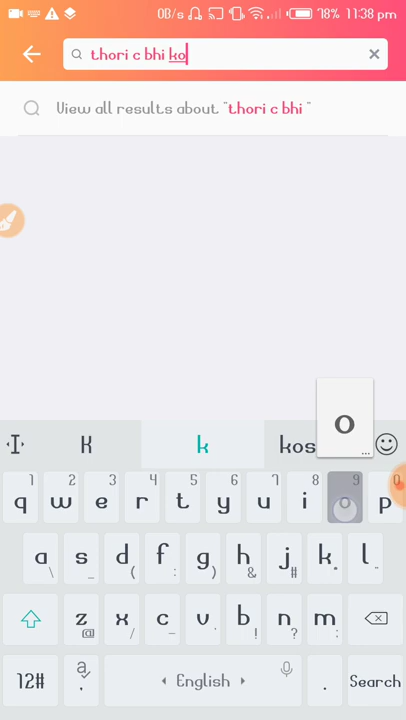 0B/s 78% 11:38 pm
thori c bhi ko
View all results about "thori c bhi "
o
...
K k kos
1 2 3 4 5 6 7 8 9 0
q w e r t y u i o p
a s d f g h j k l
\ _ ( : ) & # "
z x c v b n m
@ / - ' ! ? ;
12# , English . Search